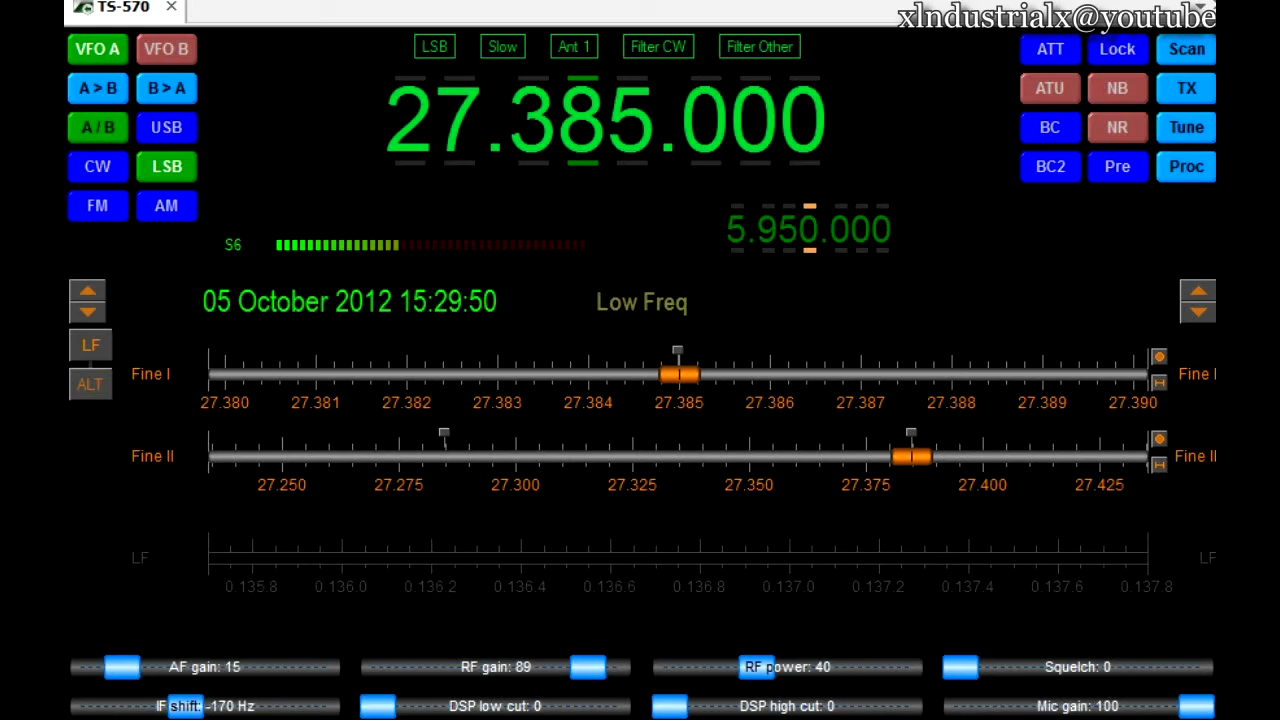 TS-570
xIndustrialx@youtube
VFO A VFO B LSB Slow Ant 1 Filter CW Filter Other ATT Lock Scan
A > B B > A 27.385.000 ATU NB TX
A / B USB BC NR Tune
CW LSB BC2 Pre Proc
FM AM
5.950.000
S6
05 October 2012 15:29:50 Low Freq
LF
Fine I Fine I
ALT
27.380 27.381 27.382 27.383 27.384 27.385 27.386 27.387 27.388 27.389 27.390
Fine II Fine II
27.250 27.275 27.300 27.325 27.350 27.375 27.400 27.425
LF LF
0.135.8 0.136.0 0.136.2 0.136.4 0.136.6 0.136.8 0.137.0 0.137.2 0.137.4 0.137.6 0.137.8
AF gain: 15 RF gain: 89 RF power: 40 Squelch: 0
IF shift: -170 Hz DSP low cut: 0 DSP high cut: 0 Mic gain: 100